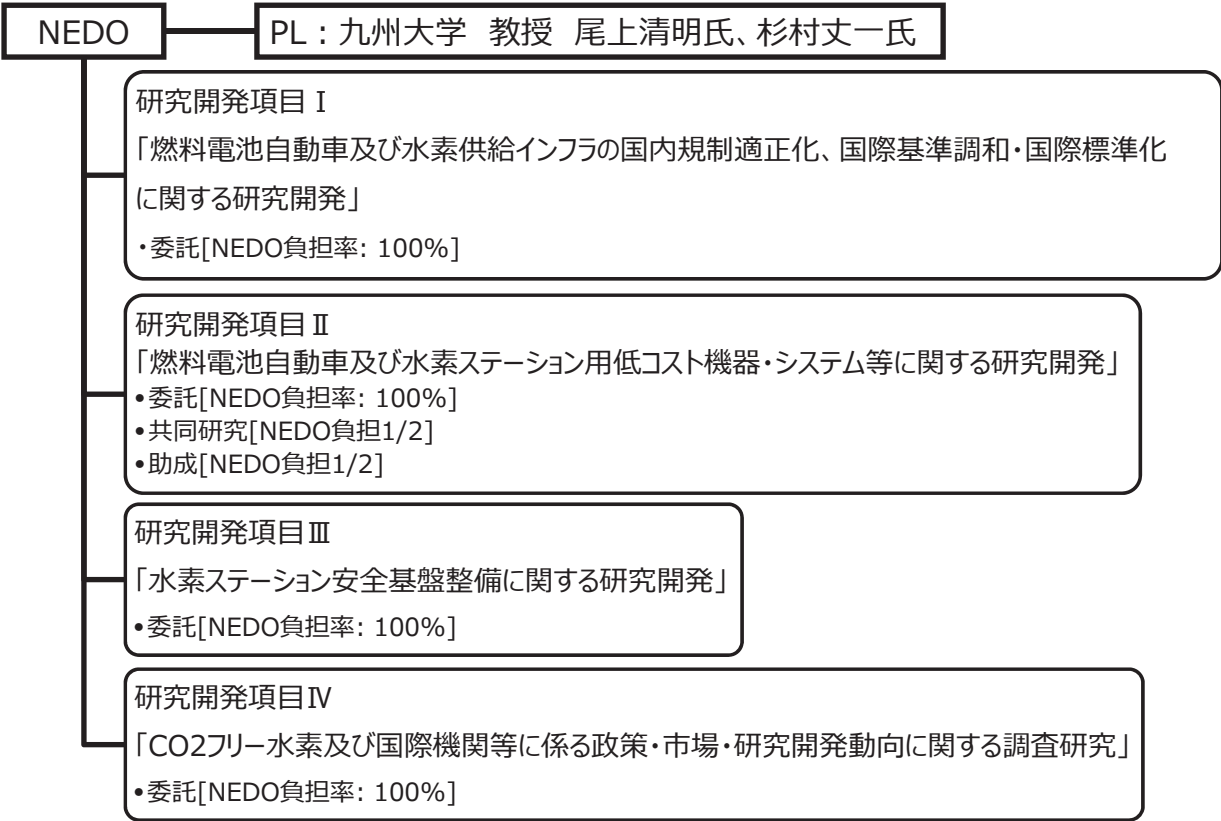 NEDO
PL：九州大学　教授　尾上清明氏、杉村丈一氏
研究開発項目Ⅰ
「燃料電池自動車及び水素供給インフラの国内規制適正化、国際基準調和・国際標準化
に関する研究開発」
・委託[NEDO負担率: 100%]
研究開発項目Ⅱ
「燃料電池自動車及び水素ステーション用低コスト機器・システム等に関する研究開発」
•委託[NEDO負担率: 100%]
•共同研究[NEDO負担1/2]
•助成[NEDO負担1/2]
研究開発項目Ⅲ
「水素ステーション安全基盤整備に関する研究開発」
•委託[NEDO負担率: 100%]
研究開発項目Ⅳ
「CO2フリー水素及び国際機関等に係る政策・市場・研究開発動向に関する調査研究」
•委託[NEDO負担率: 100%]